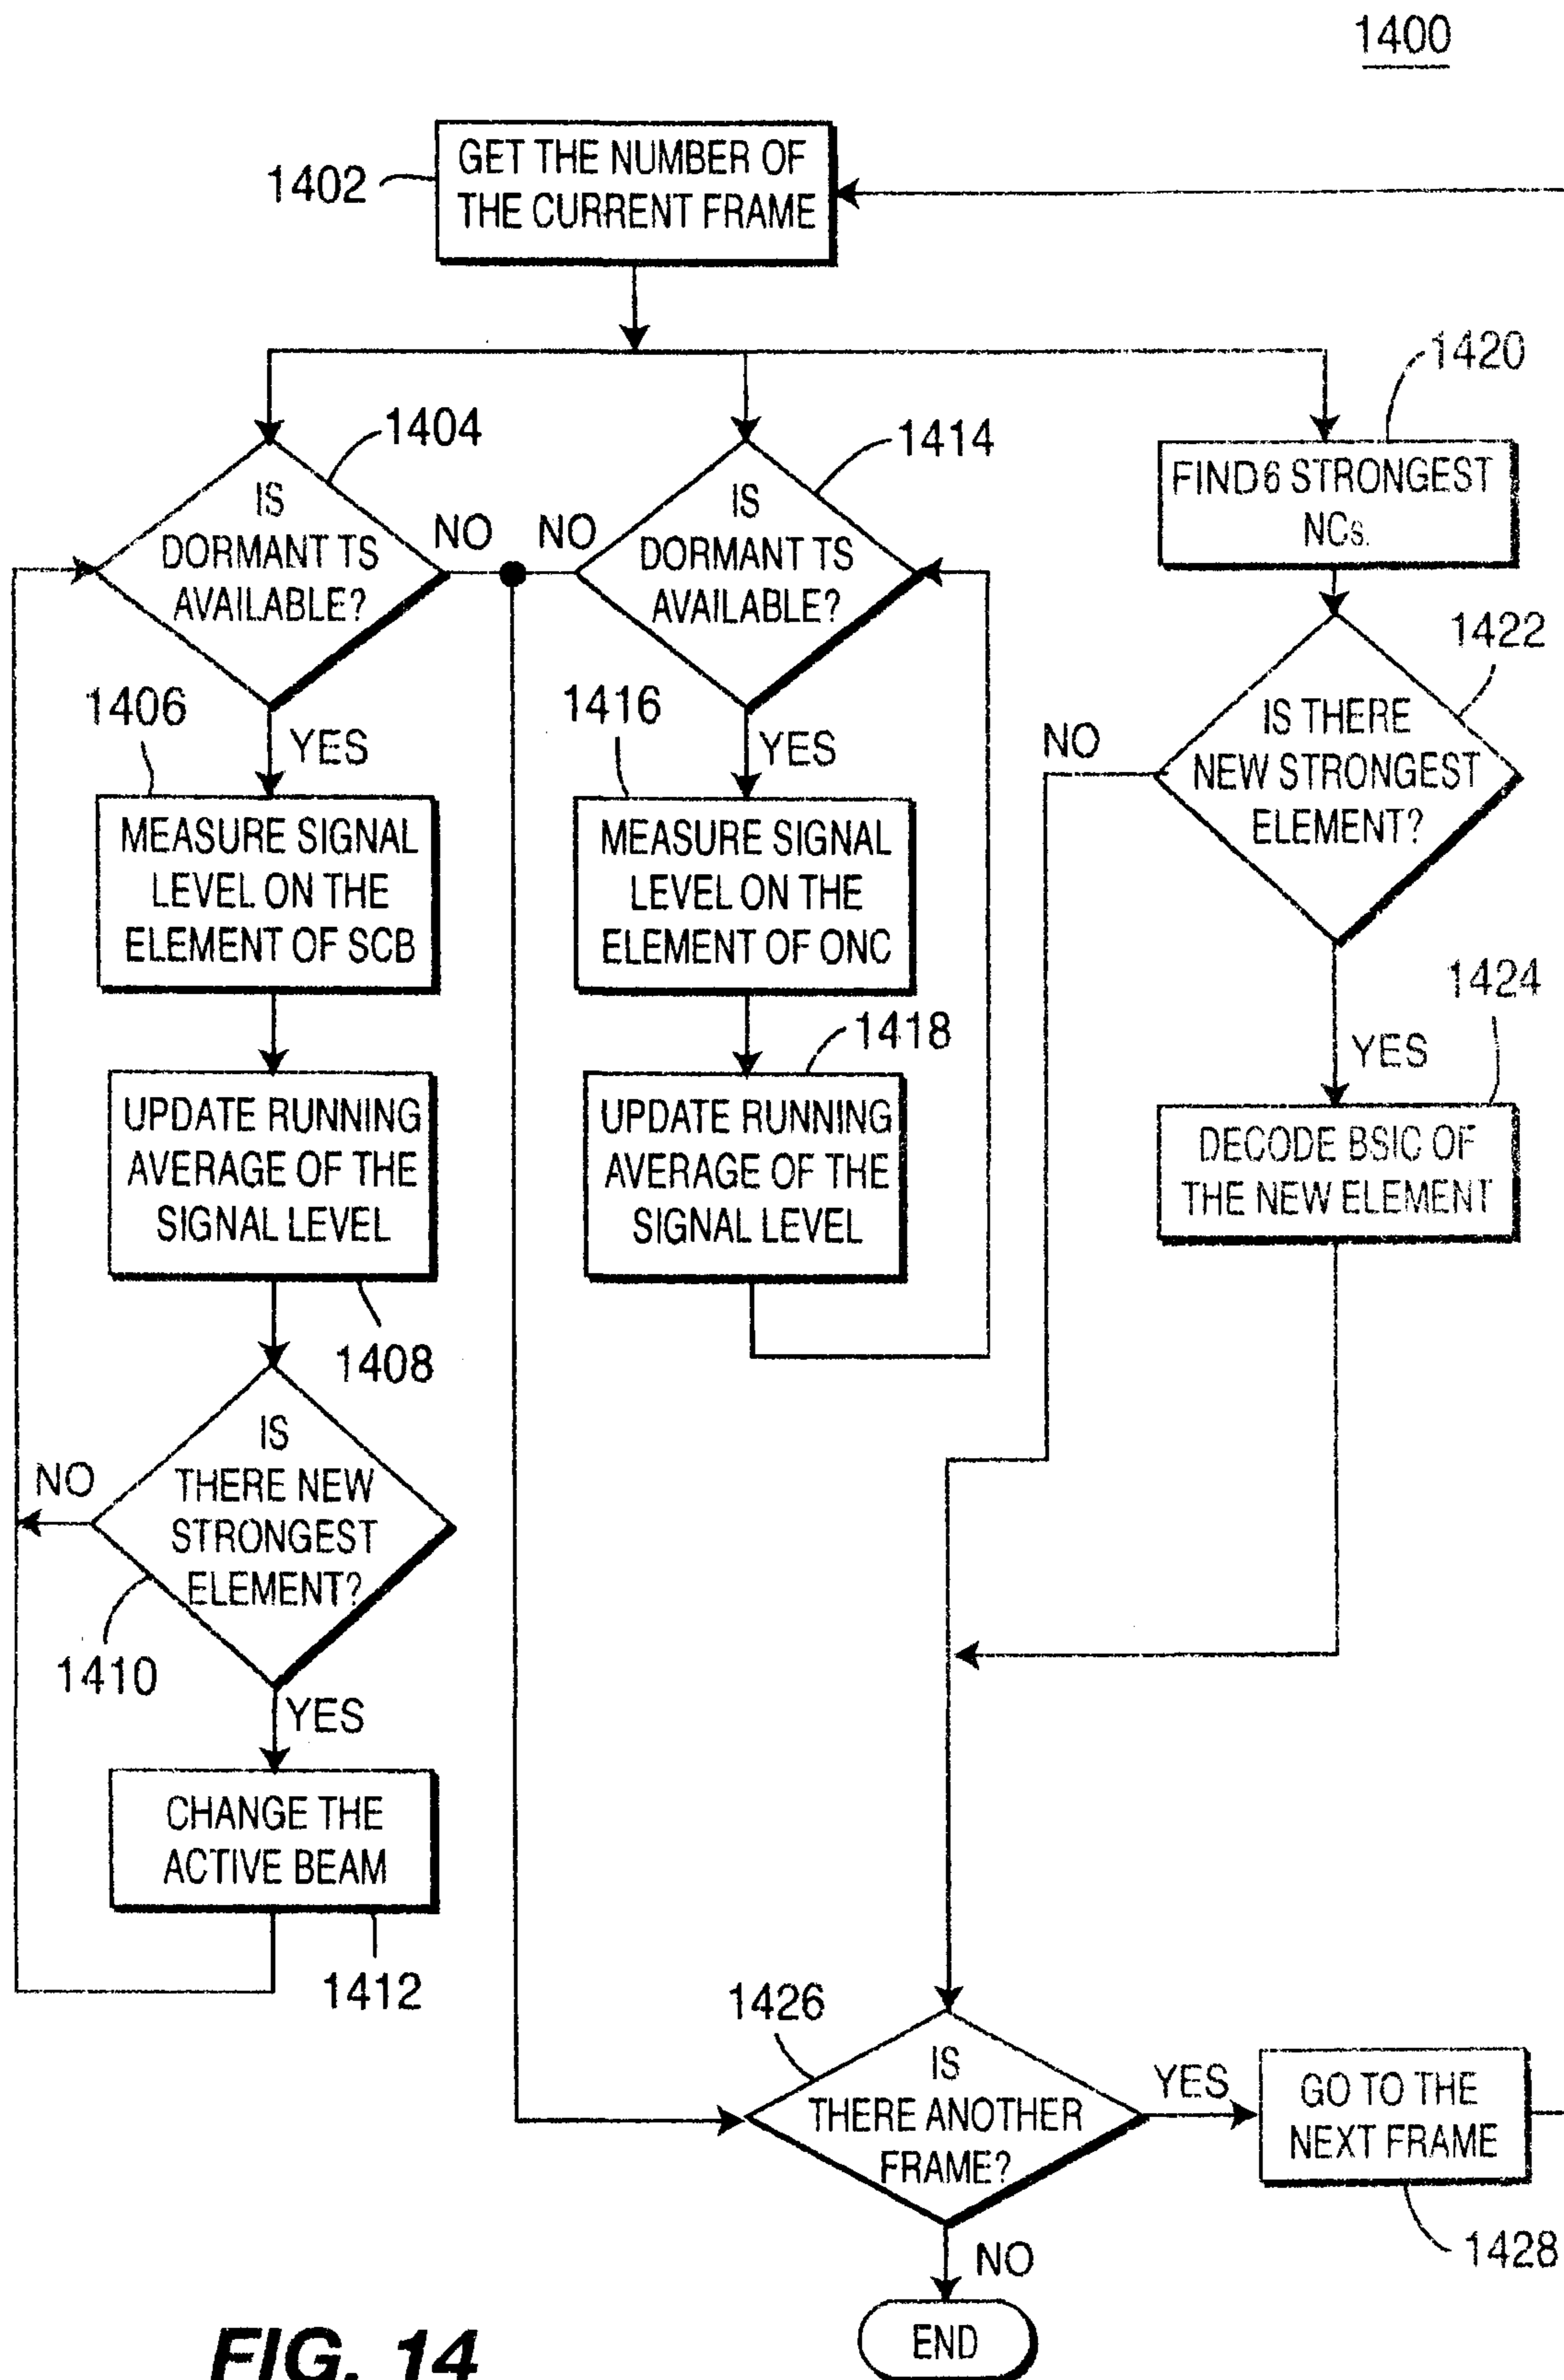 1400
GET THE NUMBER OF
THE CURRENT FRAME
1402
1404
IS
DORMANT TS
AVAILABLE?
NO
YES
1406
MEASURE SIGNAL
LEVEL ON THE
ELEMENT OF SCB
UPDATE RUNNING
AVERAGE OF THE
SIGNAL LEVEL
1408
IS
THERE NEW
STRONGEST
ELEMENT?
NO
1410
YES
CHANGE THE
ACTIVE BEAM
1412
1414
IS
DORMANT TS
AVAILABLE?
NO
YES
1416
MEASURE SIGNAL
LEVEL ON THE
ELEMENT OF ONC
1418
UPDATE RUNNING
AVERAGE OF THE
SIGNAL LEVEL
1420
FIND 6 STRONGEST
NCs.
1422
IS THERE
NEW STRONGEST
ELEMENT?
NO
YES
1424
DECODE BSIC OF
THE NEW ELEMENT
1426
IS
THERE ANOTHER
FRAME?
YES
GO TO THE
NEXT FRAME
1428
NO
END
FIG. 14